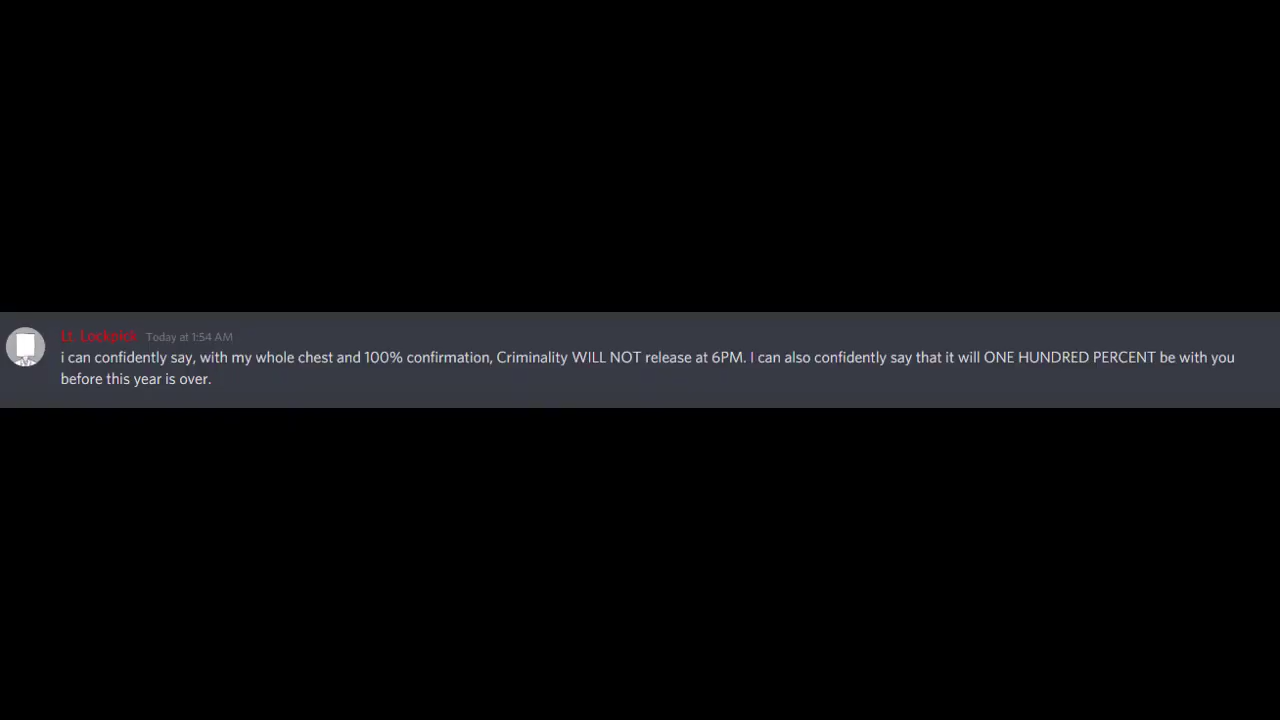 Lt. Lockpick Today at 1:54 AM
i can confidently say, with my whole chest and 100% confirmation, Criminality WILL NOT release at 6PM. I can also confidently say that it will ONE HUNDRED PERCENT be with you
before this year is over.